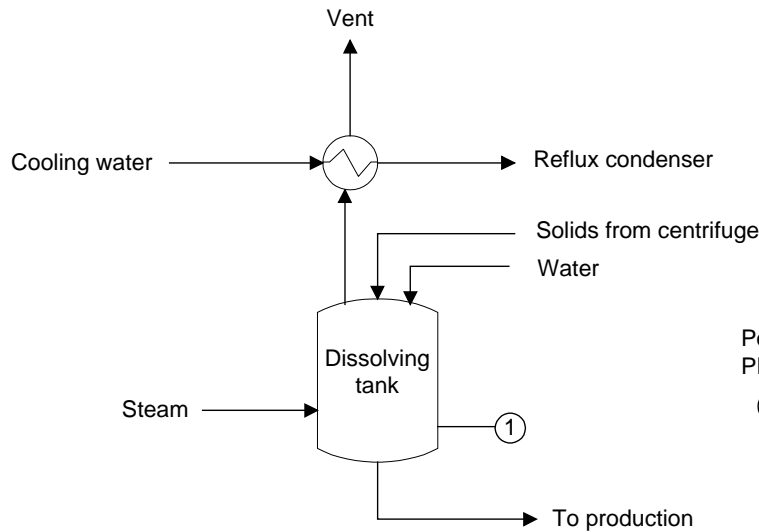 Vent
Cooling water
Reflux condenser
Solids from centrifuge
Water
Dissolving
tank
Steam
1
To production